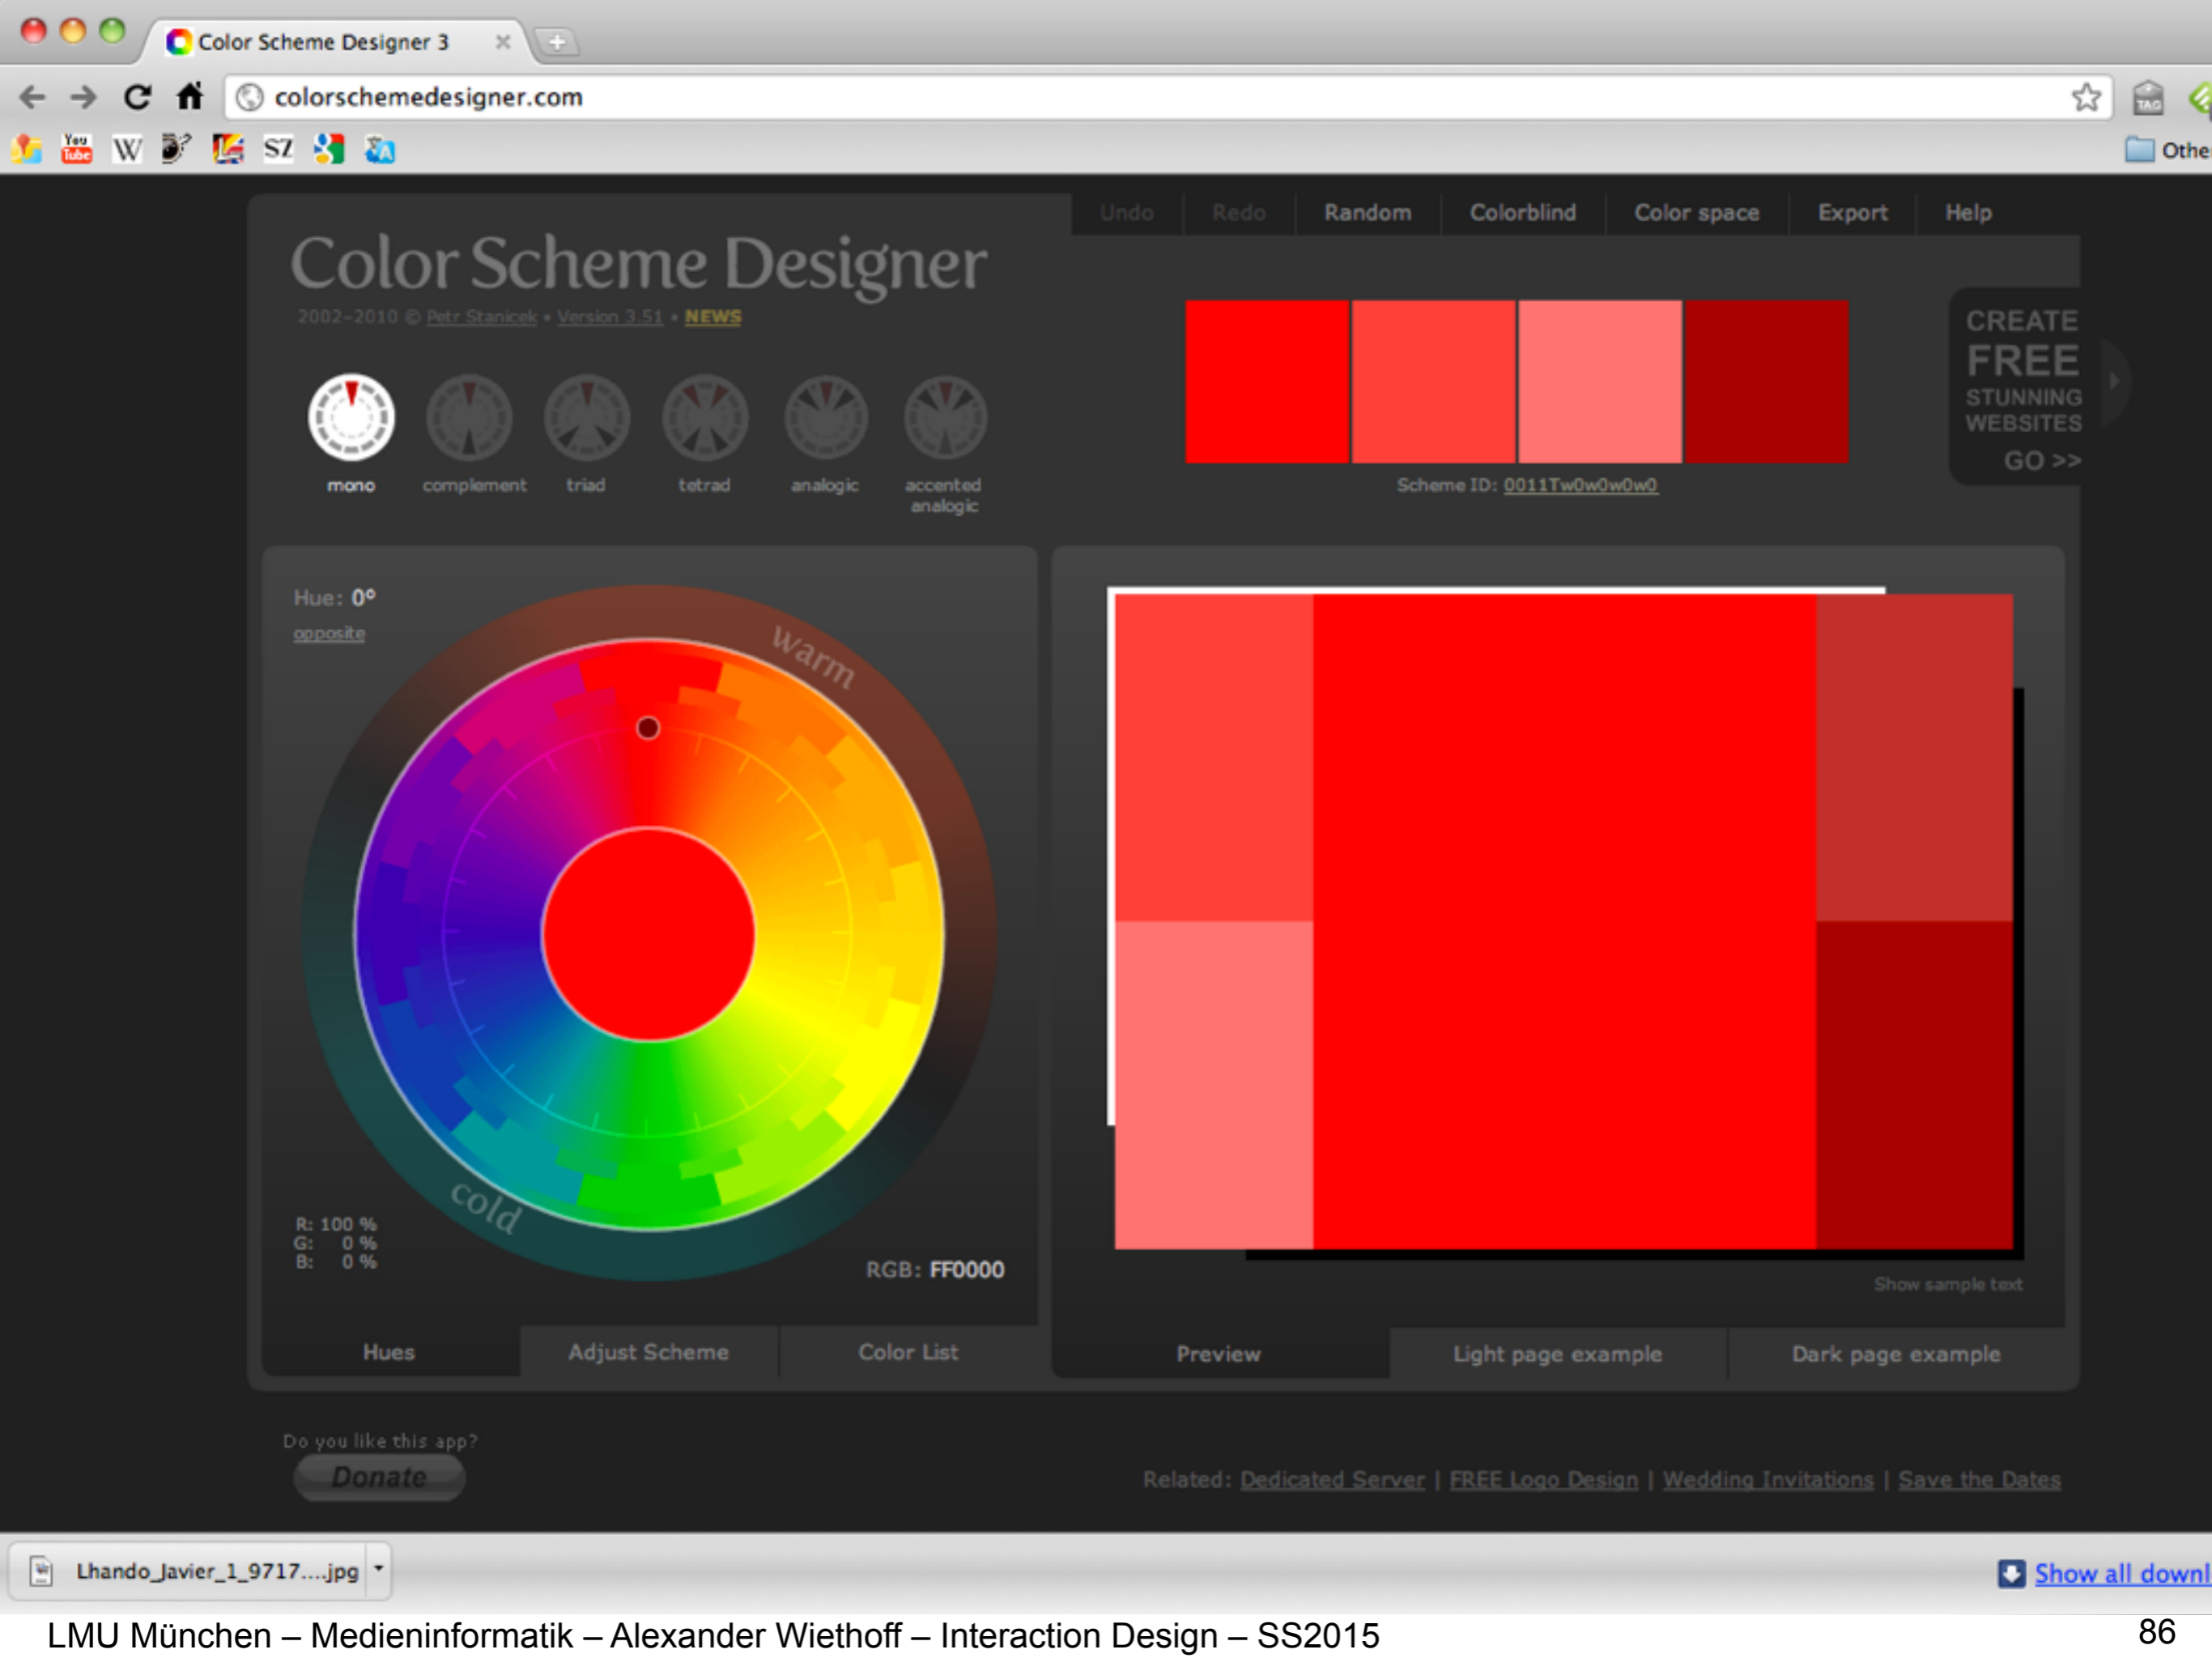 Color Scheme Designer 3
colorschemedesigner.com
You
Tube
W
SZ
TAG
Undo Redo Random Colorblind Color space Export Help
Color Scheme Designer
2002-2010 © Petr Stanicek • Version 3.51 • NEWS
CREATE
FREE
STUNNING
WEBSITES
GO >>
mono complement triad tetrad analogic accented
analogic
Scheme ID: 0011Tw0w0w0w0
Hue: 0º
opposite
warm
cold
R: 100 %
G: 0 %
B: 0 %
RGB: FF0000
Show sample text
Hues Adjust Scheme Color List
Preview Light page example Dark page example
Do you like this app?
Donate
Related: Dedicated Server | FREE Logo Design | Wedding Invitations | Save the Dates
Lhando_Javier_1_9717....jpg
Show all downl
LMU München – Medieninformatik – Alexander Wiethoff – Interaction Design – SS2015
86